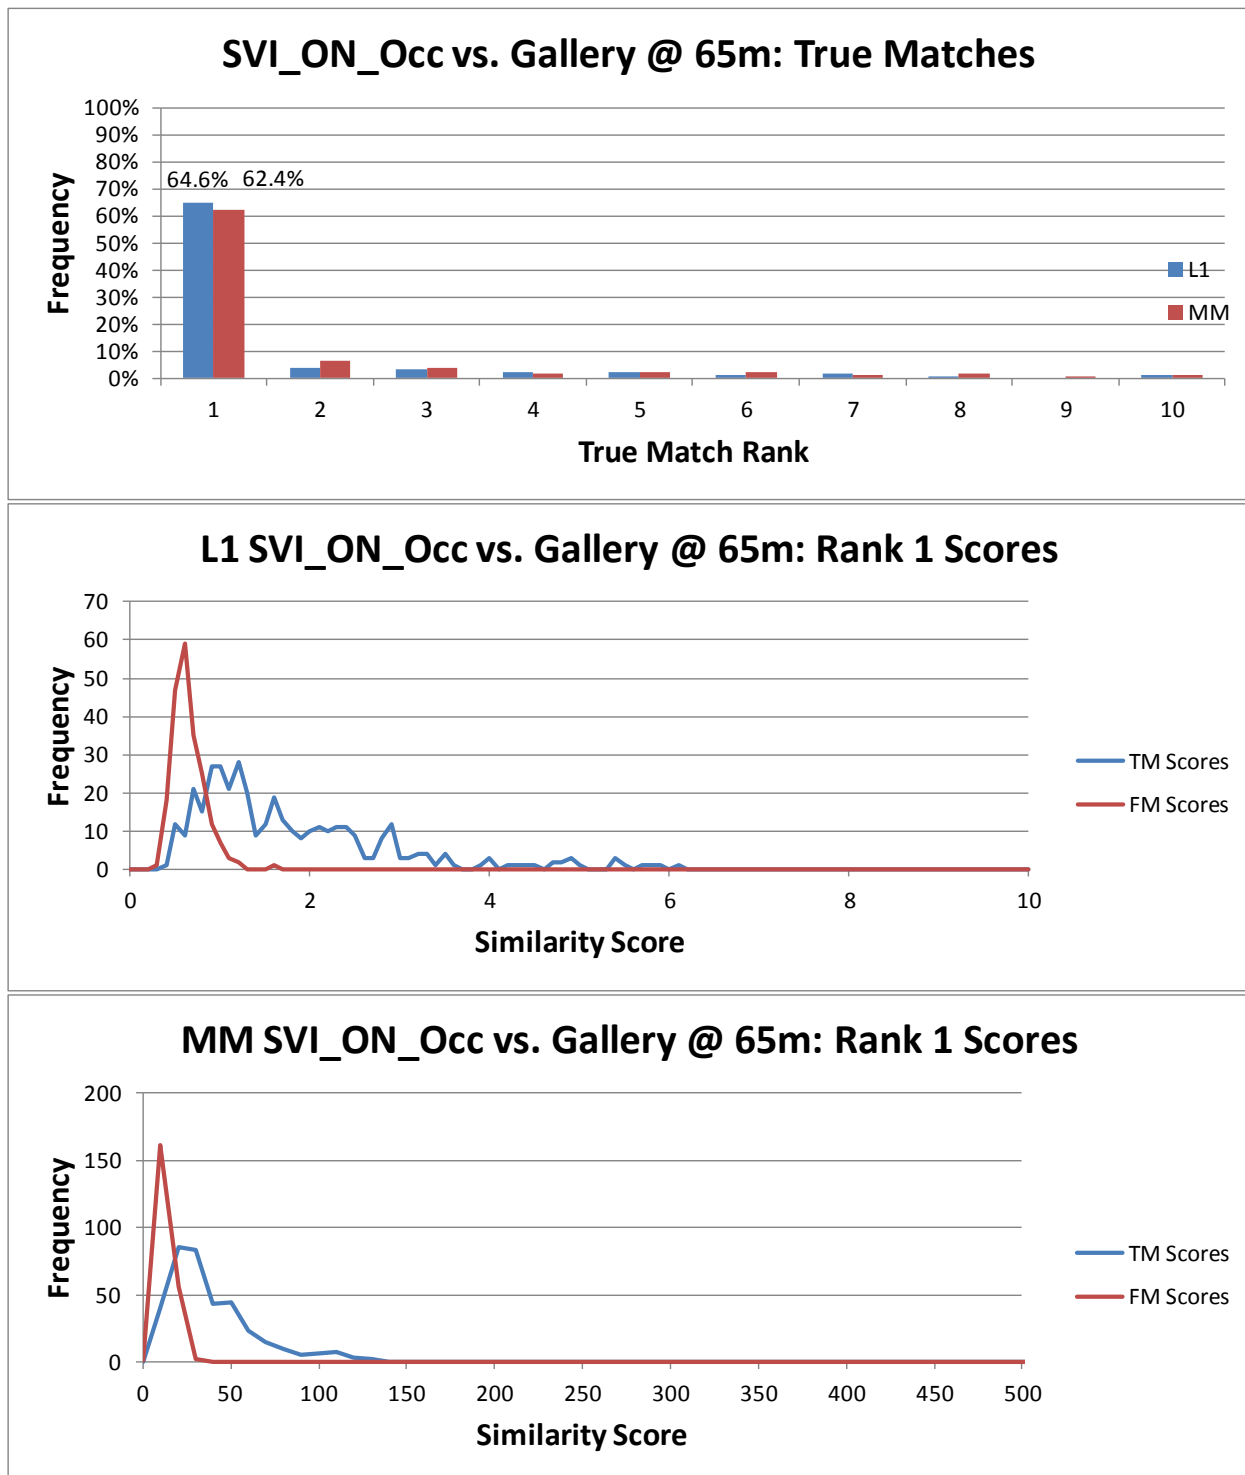 SVI_ON_Occ vs. Gallery @ 65m: True Matches
100%
90%
80%
70%
60%
50%
40%
30%
20%
10%
0%
Frequency
64.6% 62.4%
L1
MM
1 2 3 4 5 6 7 8 9 10
True Match Rank
L1 SVI_ON_Occ vs. Gallery @ 65m: Rank 1 Scores
70
60
50
40
30
20
10
0
Frequency
TM Scores
FM Scores
0 2 4 6 8 10
Similarity Score
MM SVI_ON_Occ vs. Gallery @ 65m: Rank 1 Scores
200
150
100
50
0
Frequency
TM Scores
FM Scores
0 50 100 150 200 250 300 350 400 450 500
Similarity Score